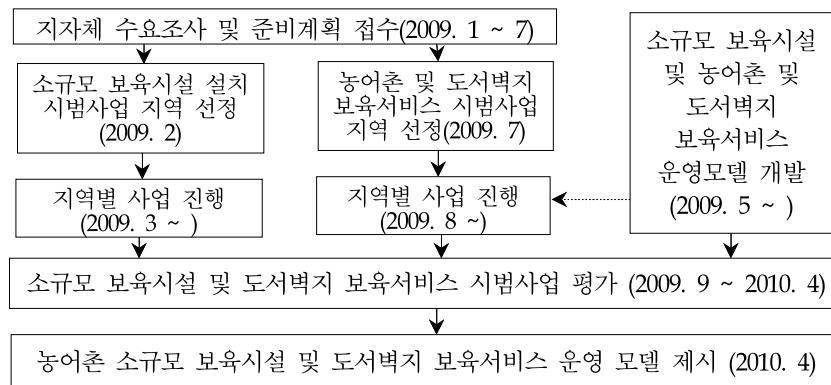 지자체 수요조사 및 준비계획 접수(2009. 1 ~ 7)
소규모 보육시설 설치
시범사업 지역 선정
(2009. 2)
농어촌 및 도서벽지
보육서비스 시범사업
지역 선정(2009. 7)
소규모 보육시설
및 농어촌 및
도서벽지
보육서비스
운영모델 개발
(2009. 5 ~ )
지역별 사업 진행
(2009. 3 ~ )
지역별 사업 진행
(2009. 8 ~)
소규모 보육시설 및 도서벽지 보육서비스 시범사업 평가 (2009. 9 ~ 2010. 4)
농어촌 소규모 보육시설 및 도서벽지 보육서비스 운영 모델 제시 (2010. 4)